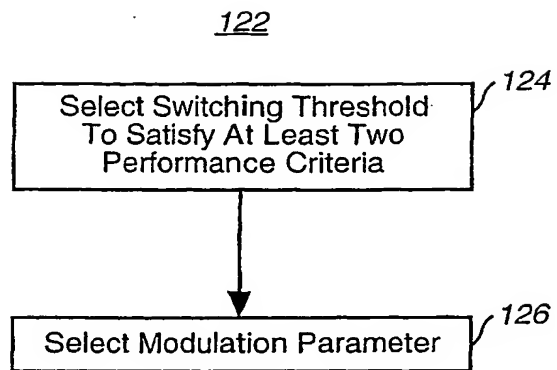 122
124
Select Switching Threshold
To Satisfy At Least Two
Performance Criteria
126
Select Modulation Parameter